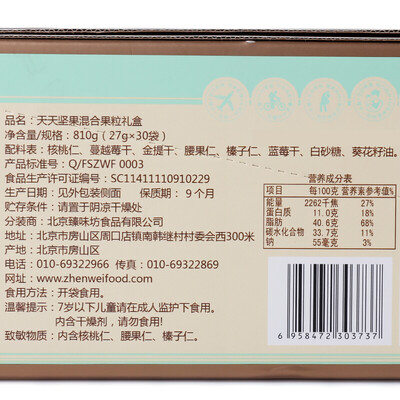 品名：天天坚果混合果粒礼盒
净含量/规格：810g（27g×30袋）
配料表：核桃仁、蔓越莓干、金提干、腰果仁、榛子仁、蓝莓干、白砂糖、葵花籽油。
产品标准号：Q/FSZWF 0003
食品生产许可证编号：SC11411110910229
生产日期：见外包装侧面 保质期：9个月
贮存条件：请置于阴凉干燥处
分装商：北京臻味坊食品有限公司
地址：北京市房山区周口店镇南韩继村村委会西300米
产地：北京市房山区
电话：010-69322966 传真：010-69322869
网址：www.zhenweifood.com
食用方法：开袋食用。
温馨提示：7岁以下儿童请在成人监护下食用。
内含干燥剂，请勿食用！
致敏物质：内含核桃仁、腰果仁、榛子仁。
营养成分表
项目 每100克 营养素参考值%
能量 2262千焦 27%
蛋白质 11.0克 18%
脂肪 40.6克 68%
碳水化合物 33.7克 11%
钠 55毫克 3%
6 958472 303737